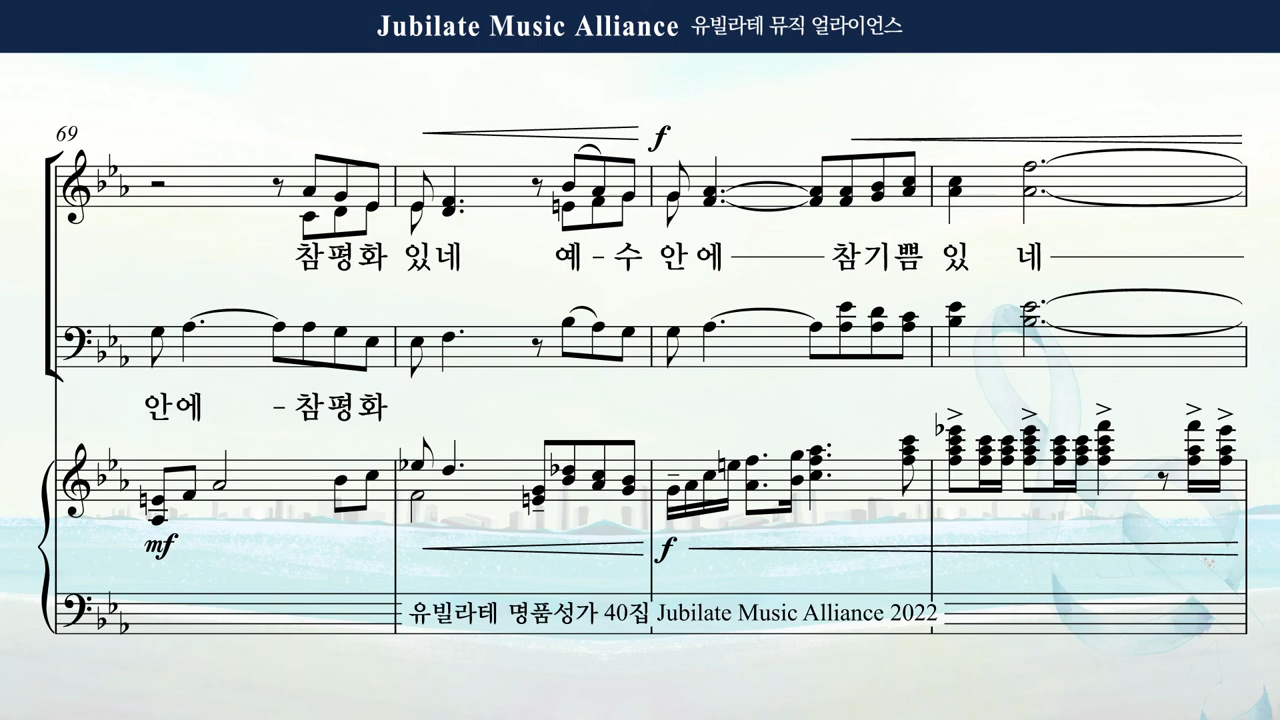 Jubilate Music Alliance 유빌라테 뮤직 얼라이언스
69
f
참평화 있네 예 - 수 안에 참기쁨 있 네
안에 - 참평화
mf f
유빌라테 명품성가 40집 Jubilate Music Alliance 2022